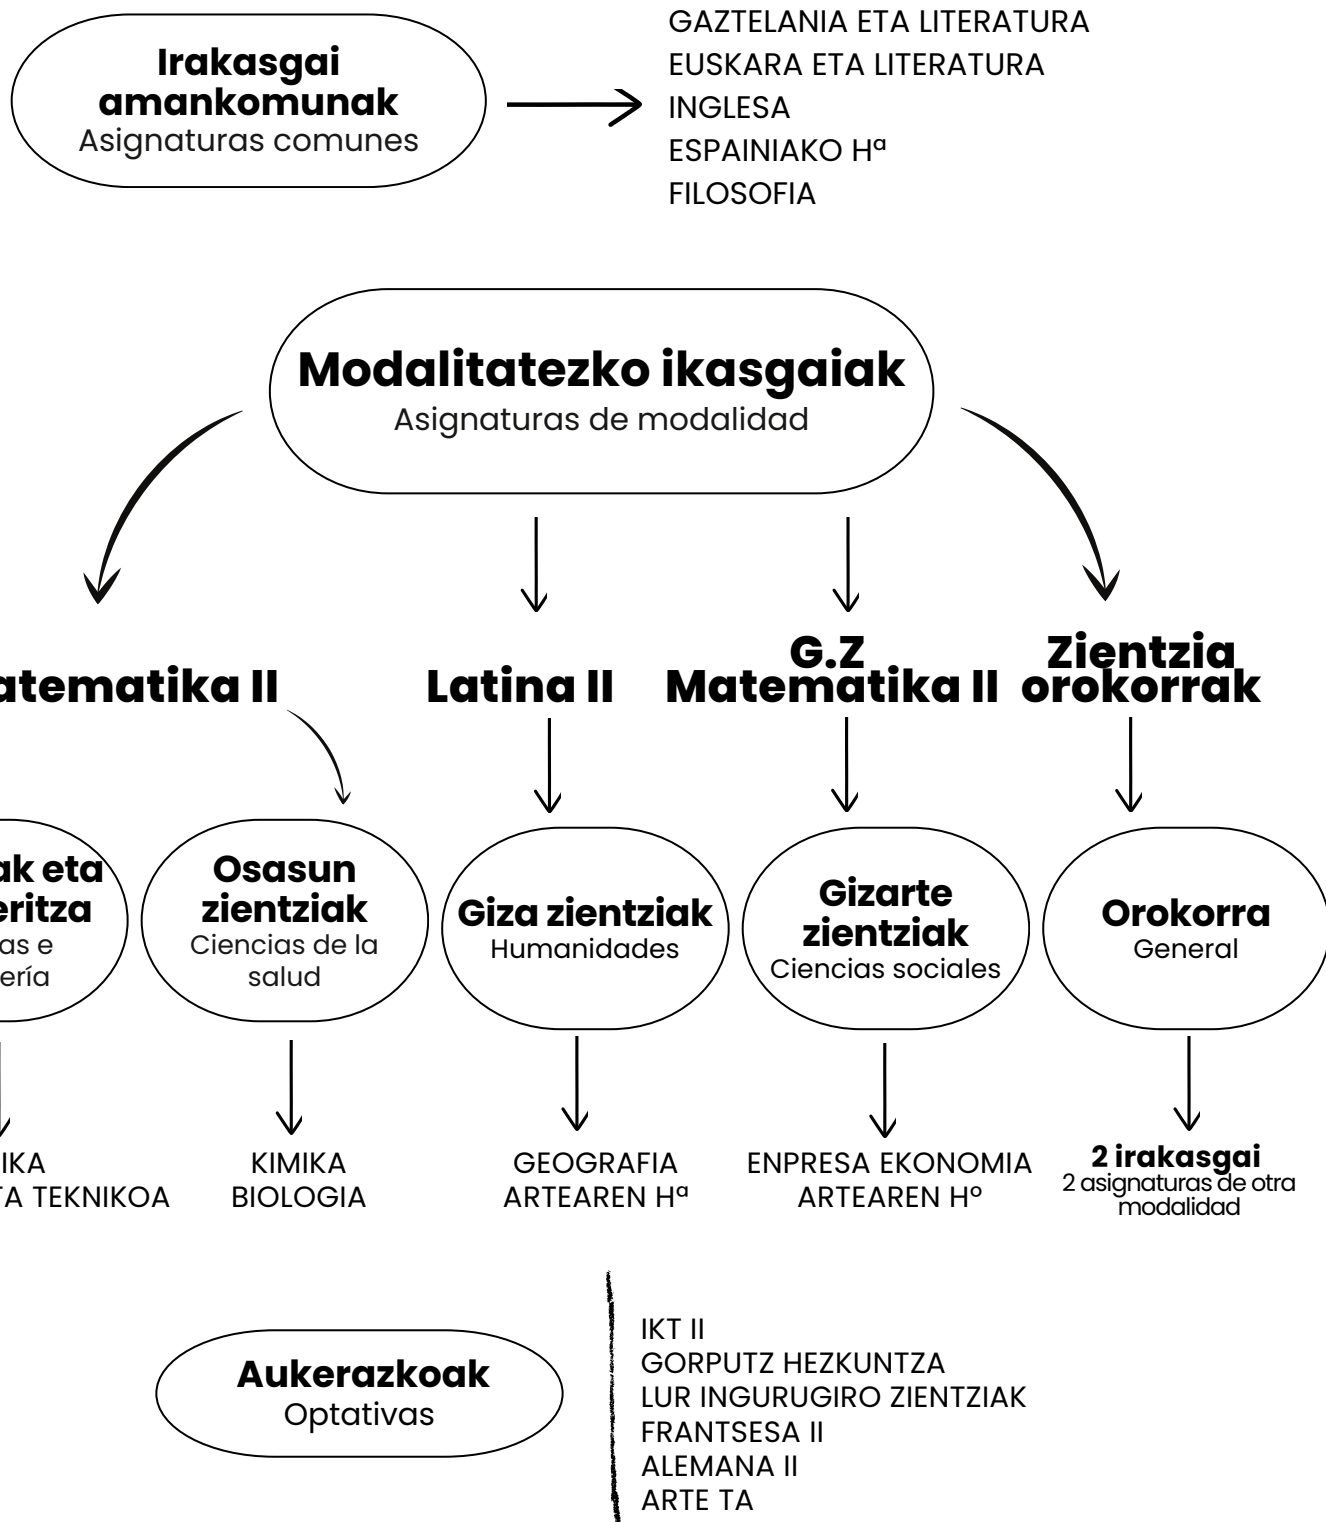 GAZTELANIA ETA LITERATURA
EUSKARA ETA LITERATURA
INGLESA
ESPAINIAKO Hª
FILOSOFIA
Irakasgai
amankomunak
Asignaturas comunes
Modalitatezko ikasgaiak
Asignaturas de modalidad
atematika II
Latina II
G.Z
Matematika II
Zientzia
orokorrak
ak eta
eritza
as e
ería
Osasun
zientziak
Ciencias de la
salud
Giza zientziak
Humanidades
Gizarte
zientziak
Ciencias sociales
Orokorra
General
IKA
TA TEKNIKOA
KIMIKA
BIOLOGIA
GEOGRAFIA
ARTEAREN Hª
ENPRESA EKONOMIA
ARTEAREN Hº
2 irakasgai
2 asignaturas de otra
modalidad
Aukerazkoak
Optativas
IKT II
GORPUTZ HEZKUNTZA
LUR INGURUGIRO ZIENTZIAK
FRANTSESA II
ALEMANA II
ARTE TA